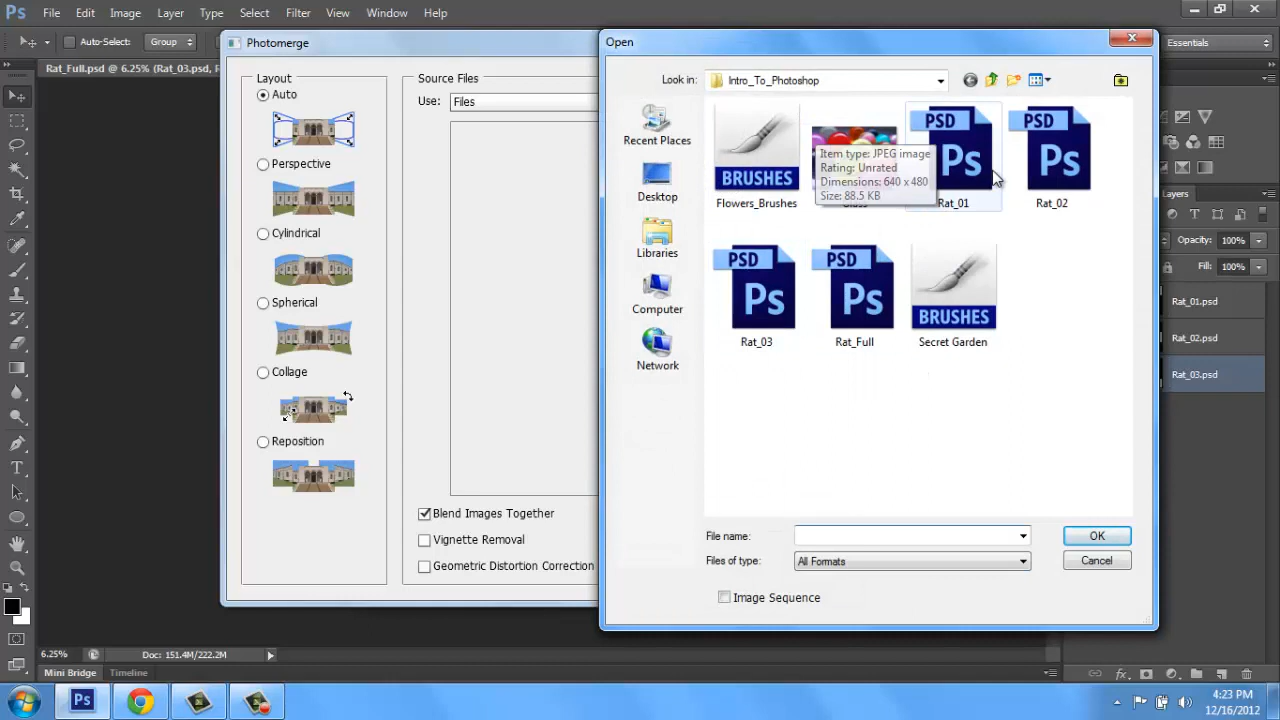 Ps File Edit Image Layer Type Select Filter View Window Help
Auto-Select: Group
Essentials
Rat_Full.psd @ 6.25% (Rat_03.psd, R
Photomerge
Layout
Auto
Perspective
Cylindrical
Spherical
Collage
Reposition
Source Files
Use: Files
Blend Images Together
Vignette Removal
Geometric Distortion Correction
Open
Look in: Intro_To_Photoshop
Recent Places
Desktop
Libraries
Computer
Network
BRUSHES
Flowers_Brushes
Item type: JPEG image
Rating: Unrated
Dimensions: 640 x 480
Size: 88.5 KB
PSD
Ps
Rat_01
PSD
Ps
Rat_02
PSD
Ps
Rat_03
PSD
Ps
Rat_Full
BRUSHES
Secret Garden
File name:
OK
Files of type: All Formats
Cancel
Image Sequence
Layers
Opacity: 100%
Fill: 100%
Rat_01.psd
Rat_02.psd
Rat_03.psd
6.25% Doc: 151.4M/222.2M
Mini Bridge Timeline
fx
Ps
4:23 PM
12/16/2012